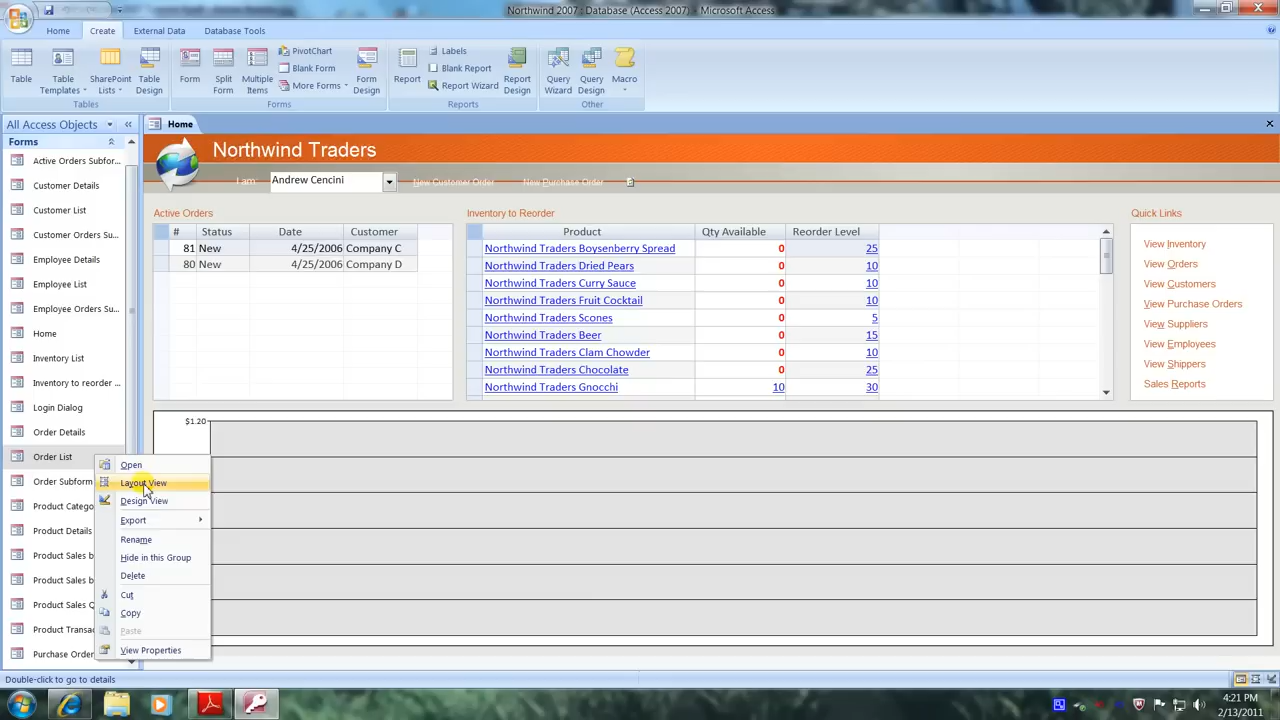 Northwind 2007 : Database (Access 2007) - Microsoft Access
Home Create External Data Database Tools
Table
Table Templates
SharePoint Lists
Table Design
Tables
Form
Split Form
Multiple Items
PivotChart
Blank Form
More Forms
Form Design
Forms
Report
Labels
Blank Report
Report Wizard
Report Design
Reports
Query Wizard
Query Design
Macro
Other
All Access Objects
Home
Forms
Active Orders Subfor...
Customer Details
Customer List
Customer Orders Su...
Employee Details
Employee List
Employee Orders Su...
Home
Inventory List
Inventory to reorder ...
Login Dialog
Order Details
Order List
Order Subform
Product Catego
Product Details
Product Sales b
Product Sales b
Product Sales Q
Product Transac
Purchase Order
Open
Layout View
Design View
Export
Rename
Hide in this Group
Delete
Cut
Copy
Paste
View Properties
Northwind Traders
I am: Andrew Cencini New Customer Order New Purchase Order
Active Orders
# Status Date Customer
81 New 4/25/2006 Company C
80 New 4/25/2006 Company D
Inventory to Reorder
Product Qty Available Reorder Level
Northwind Traders Boysenberry Spread 0 25
Northwind Traders Dried Pears 0 10
Northwind Traders Curry Sauce 0 10
Northwind Traders Fruit Cocktail 0 10
Northwind Traders Scones 0 5
Northwind Traders Beer 0 15
Northwind Traders Clam Chowder 0 10
Northwind Traders Chocolate 0 25
Northwind Traders Gnocchi 10 30
Quick Links
View Inventory
View Orders
View Customers
View Purchase Orders
View Suppliers
View Employees
View Shippers
Sales Reports
$1.20
Double-click to go to details
4:21 PM
2/13/2011